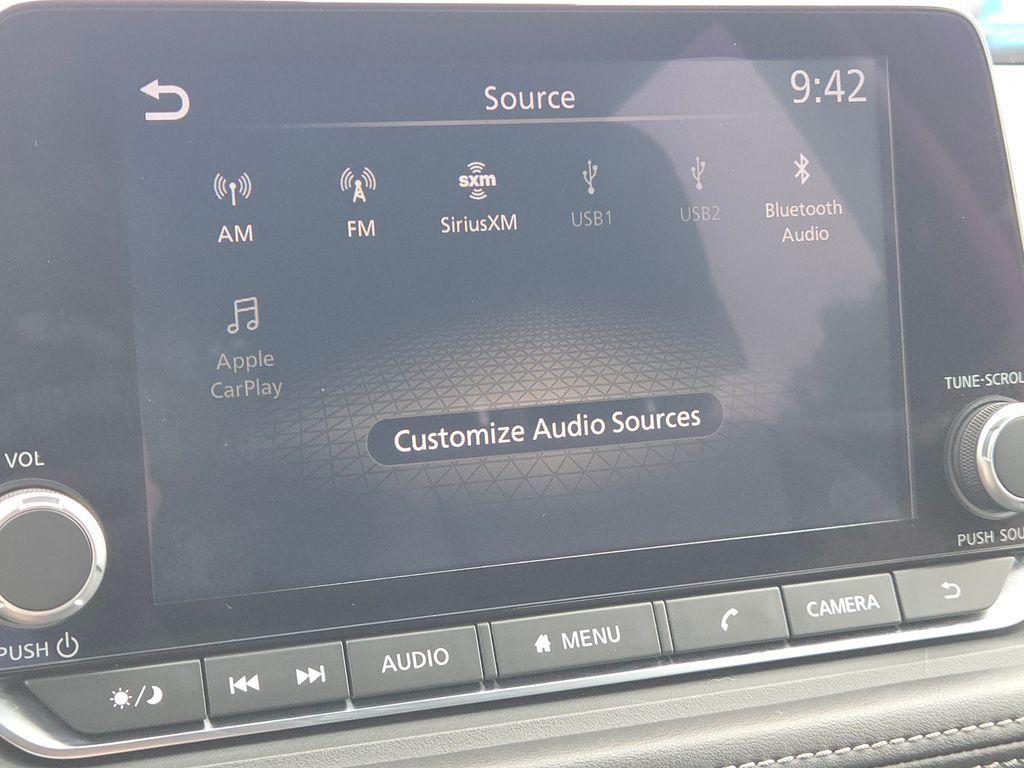 Source
9:42
AM
FM
sxm
SiriusXM
USB1
USB2
Bluetooth
Audio
Apple
CarPlay
Customize Audio Sources
VOL
PUSH
TUNE·SCROL
PUSH SOU
AUDIO
MENU
CAMERA